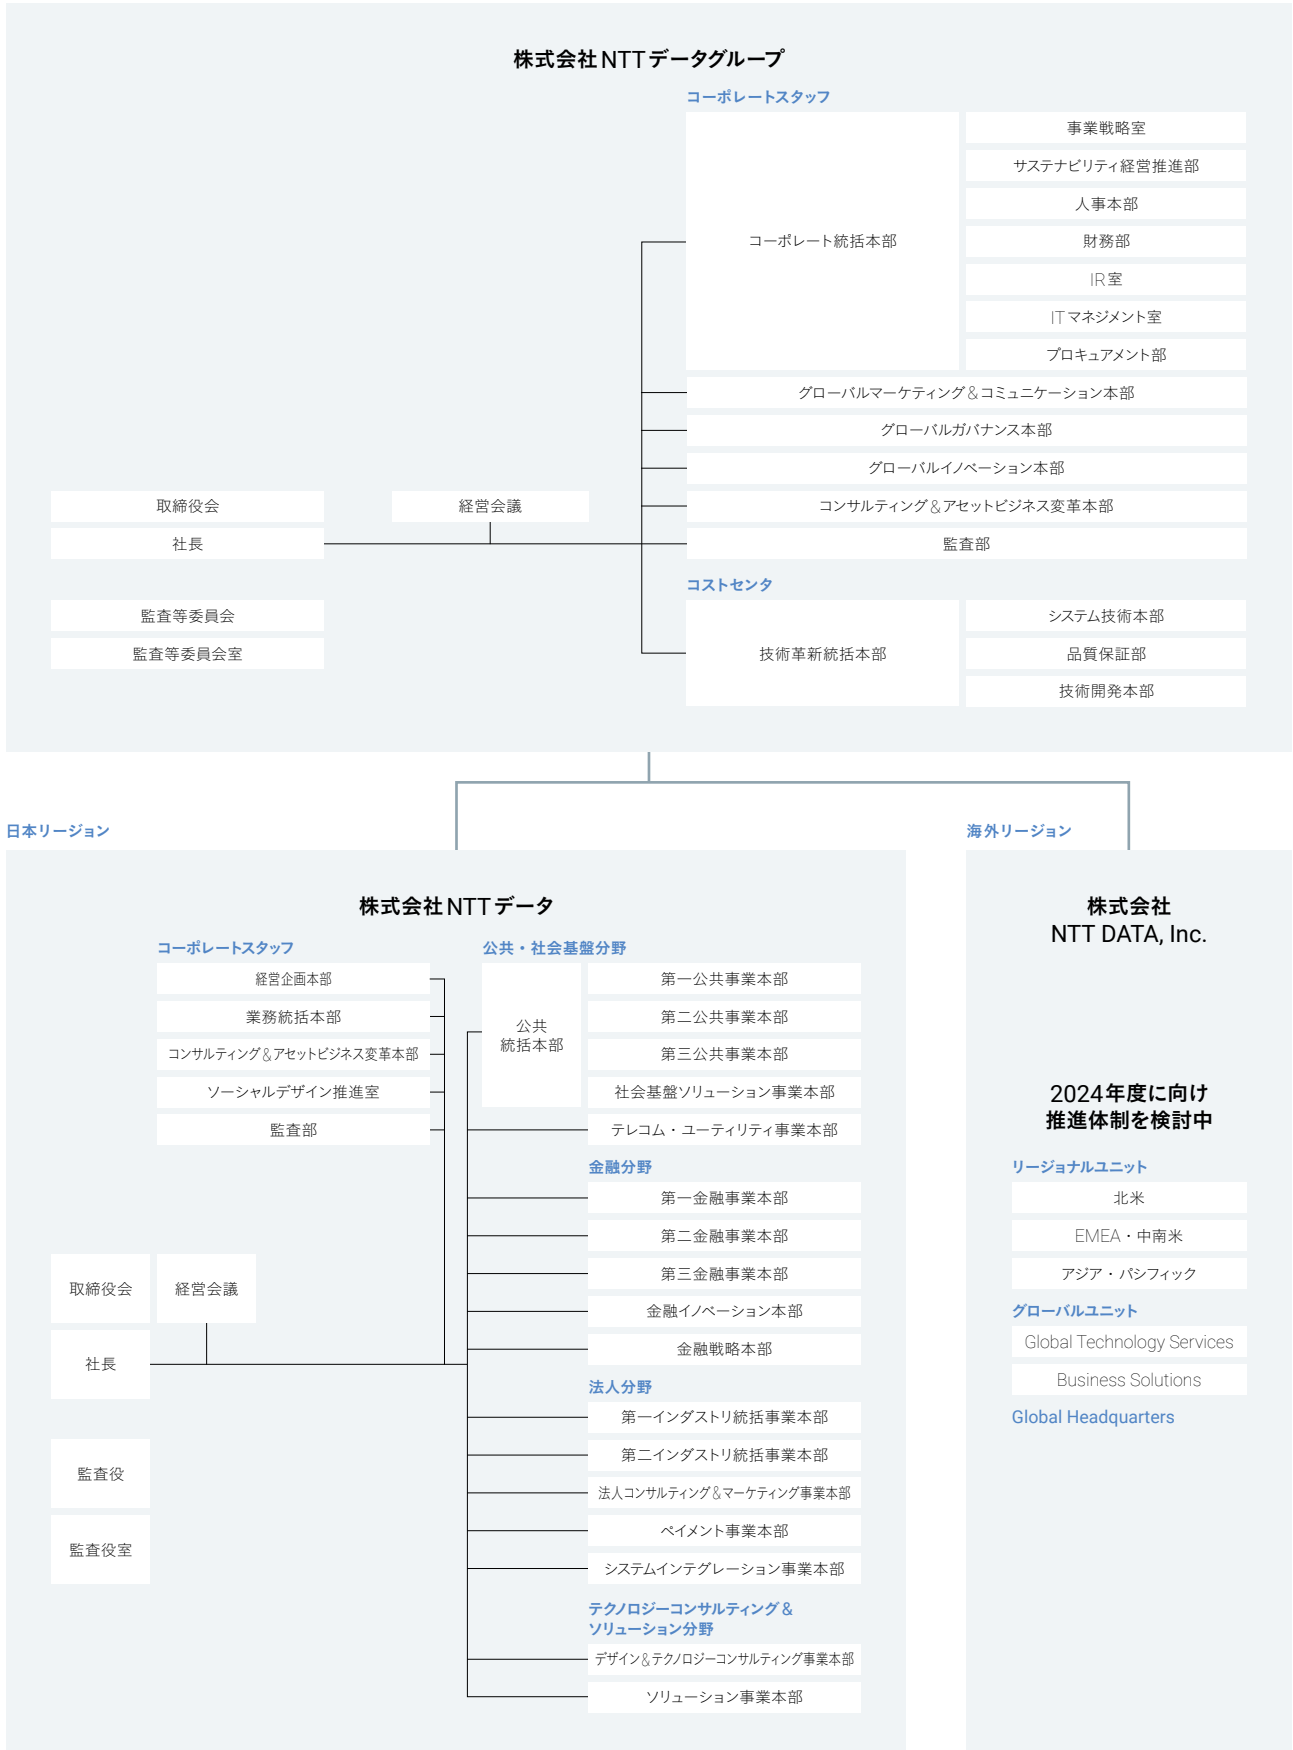 株式会社NTTデータグループ
コーポレートスタッフ
コーポレート統括本部
事業戦略室
サステナビリティ経営推進部
人事本部
財務部
IR室
ITマネジメント室
プロキュアメント部
グローバルマーケティング&コミュニケーション本部
グローバルガバナンス本部
グローバルイノベーション本部
コンサルティング&アセットビジネス変革本部
監査部
取締役会
経営会議
社長
監査等委員会
監査等委員会室
コストセンタ
技術革新統括本部
システム技術本部
品質保証部
技術開発本部
日本リージョン
株式会社NTTデータ
コーポレートスタッフ
経営企画本部
業務統括本部
コンサルティング&アセットビジネス変革本部
ソーシャルデザイン推進室
監査部
取締役会
経営会議
社長
監査役
監査役室
公共・社会基盤分野
公共
統括本部
第一公共事業本部
第二公共事業本部
第三公共事業本部
社会基盤ソリューション事業本部
テレコム・ユーティリティ事業本部
金融分野
第一金融事業本部
第二金融事業本部
第三金融事業本部
金融イノベーション本部
金融戦略本部
法人分野
第一インダストリ統括事業本部
第二インダストリ統括事業本部
法人コンサルティング&マーケティング事業本部
ペイメント事業本部
システムインテグレーション事業本部
テクノロジーコンサルティング&
ソリューション分野
デザイン&テクノロジーコンサルティング事業本部
ソリューション事業本部
海外リージョン
株式会社
NTT DATA, Inc.
2024年度に向け
推進体制を検討中
リージョナルユニット
北米
EMEA・中南米
アジア・パシフィック
グローバルユニット
Global Technology Services
Business Solutions
Global Headquarters